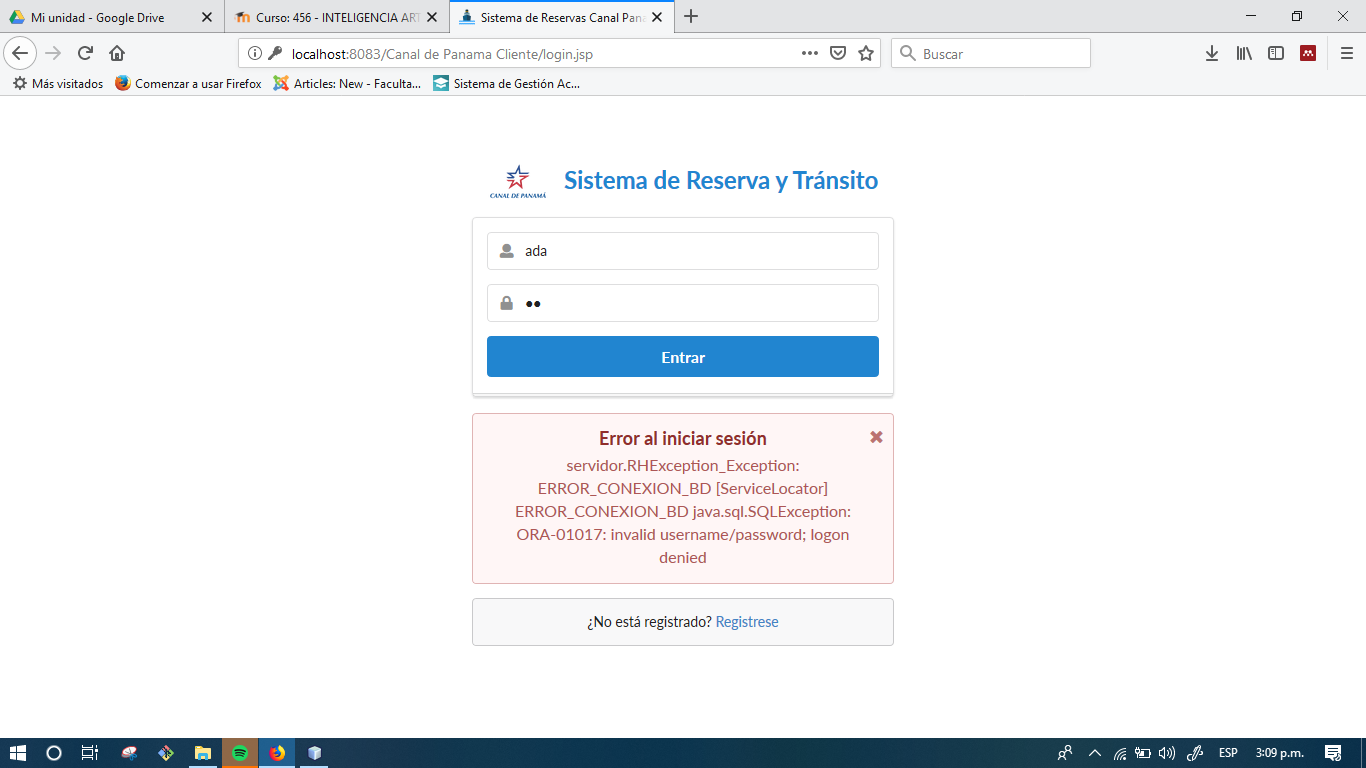 Mi unidad - Google Drive
Curso: 456 - INTELIGENCIA ART
Sistema de Reservas Canal Pana
localhost:8083/Canal de Panama Cliente/login.jsp
Buscar
Más visitados
Comenzar a usar Firefox
Articles: New - Faculta...
Sistema de Gestión Ac...
CANAL DE PANAMÁ
Sistema de Reserva y Tránsito
ada
••
Entrar
Error al iniciar sesión
servidor.RHException_Exception:
ERROR_CONEXION_BD [ServiceLocator]
ERROR_CONEXION_BD java.sql.SQLException:
ORA-01017: invalid username/password; logon
denied
¿No está registrado? Registrese
ESP
3:09 p.m.